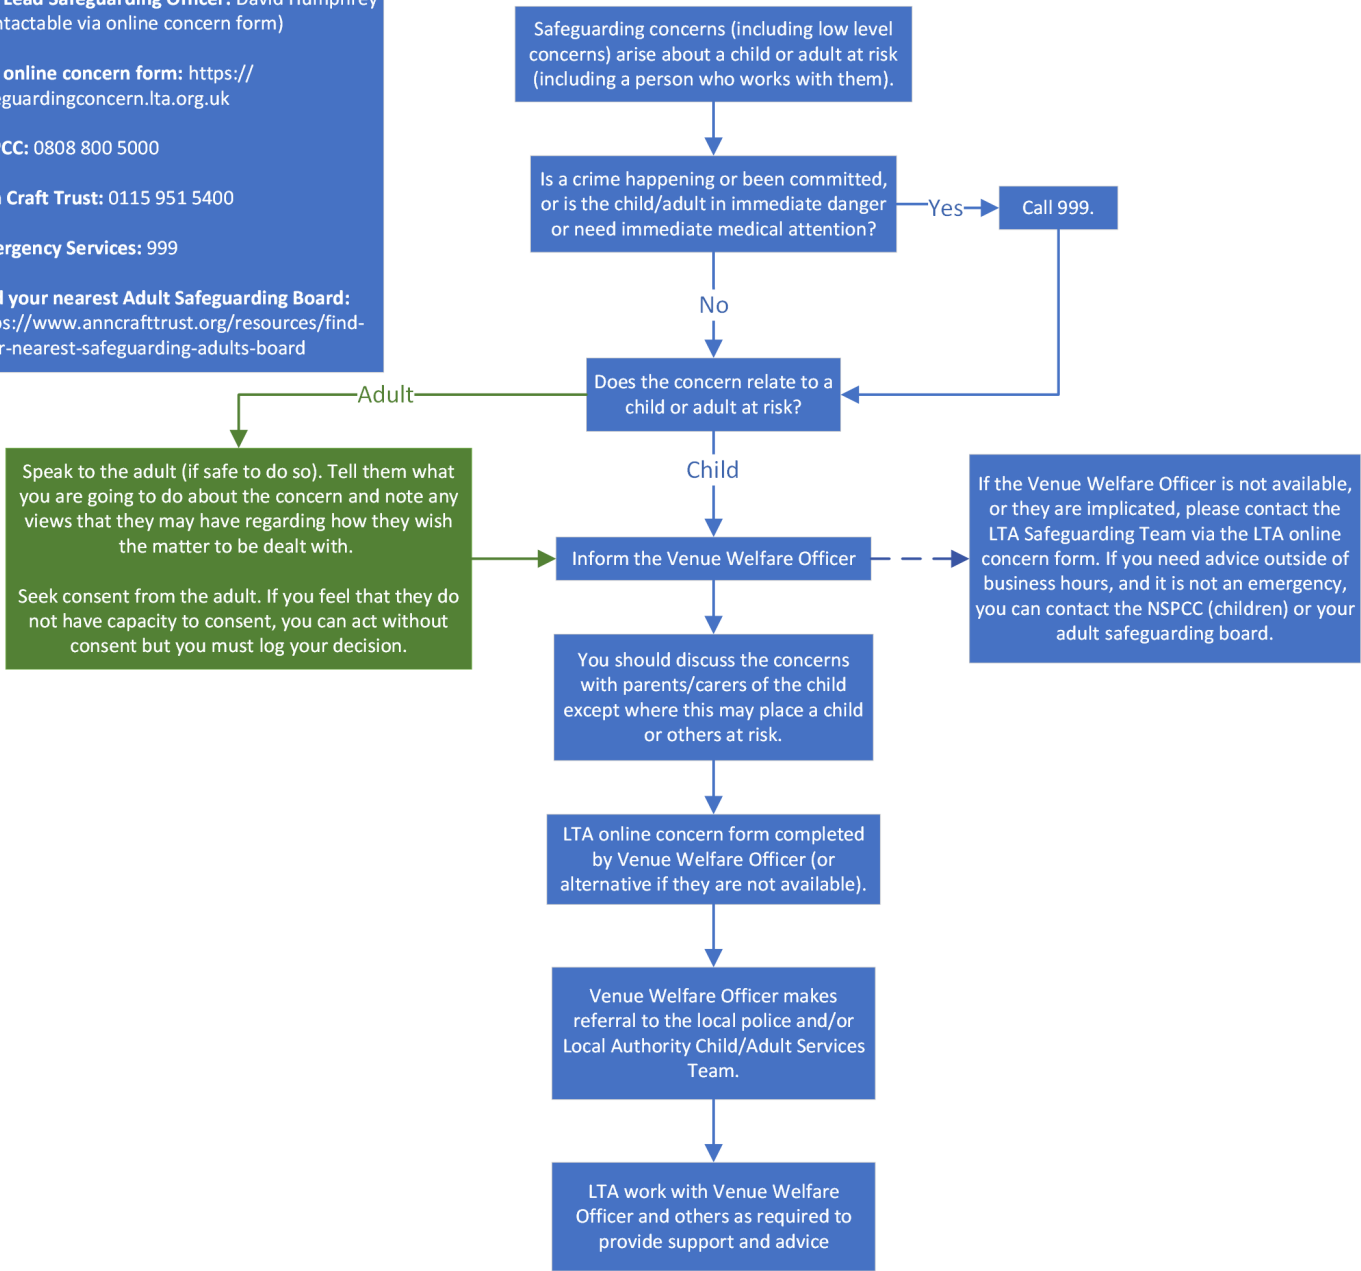 Lead Safeguarding Officer: David Humphrey
ntactable via online concern form)
online concern form: https://
eguardingconcern.lta.org.uk
CC: 0808 800 5000
Craft Trust: 0115 951 5400
ergency Services: 999
your nearest Adult Safeguarding Board:
s://www.anncrafttrust.org/resources/find-
r-nearest-safeguarding-adults-board
Safeguarding concerns (including low level
concerns) arise about a child or adult at risk
(including a person who works with them).
Is a crime happening or been committed,
or is the child/adult in immediate danger
or need immediate medical attention?
Yes
Call 999.
No
Does the concern relate to a
child or adult at risk?
Adult
Child
Speak to the adult (if safe to do so). Tell them what
you are going to do about the concern and note any
views that they may have regarding how they wish
the matter to be dealt with.
Seek consent from the adult. If you feel that they do
not have capacity to consent, you can act without
consent but you must log your decision.
Inform the Venue Welfare Officer
If the Venue Welfare Officer is not available,
or they are implicated, please contact the
LTA Safeguarding Team via the LTA online
concern form. If you need advice outside of
business hours, and it is not an emergency,
you can contact the NSPCC (children) or your
adult safeguarding board.
You should discuss the concerns
with parents/carers of the child
except where this may place a child
or others at risk.
LTA online concern form completed
by Venue Welfare Officer (or
alternative if they are not available).
Venue Welfare Officer makes
referral to the local police and/or
Local Authority Child/Adult Services
Team.
LTA work with Venue Welfare
Officer and others as required to
provide support and advice